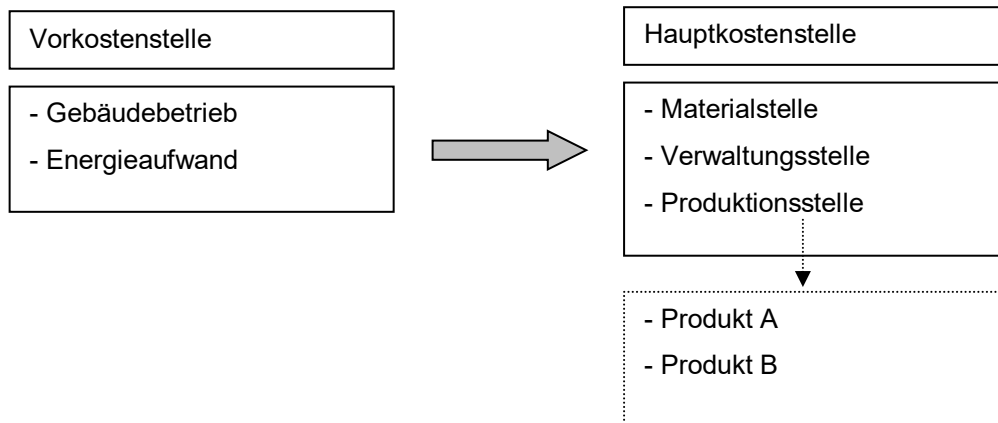 Vorkostenstelle
- Gebäudebetrieb
- Energieaufwand
Hauptkostenstelle
- Materialstelle
- Verwaltungsstelle
- Produktionsstelle
- Produkt A
- Produkt B